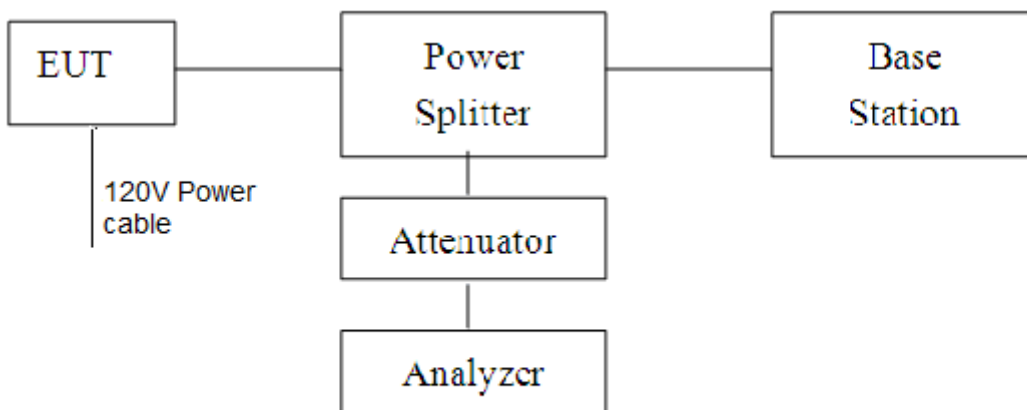 EUT
Power
Splitter
Base
Station
120V Power
cable
Attenuator
Analyzer